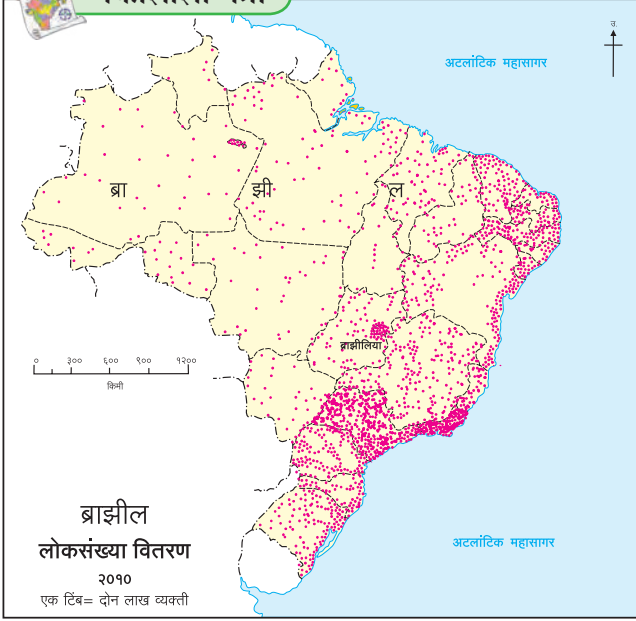 उ.
अटलांटिक महासागर
ब्रा झी ल
ब्राझीलिया
० ३०० ६०० ९०० १२००
किमी
ब्राझील
लोकसंख्या वितरण
२०१०
एक टिंब= दोन लाख व्यक्ती
अटलांटिक महासागर